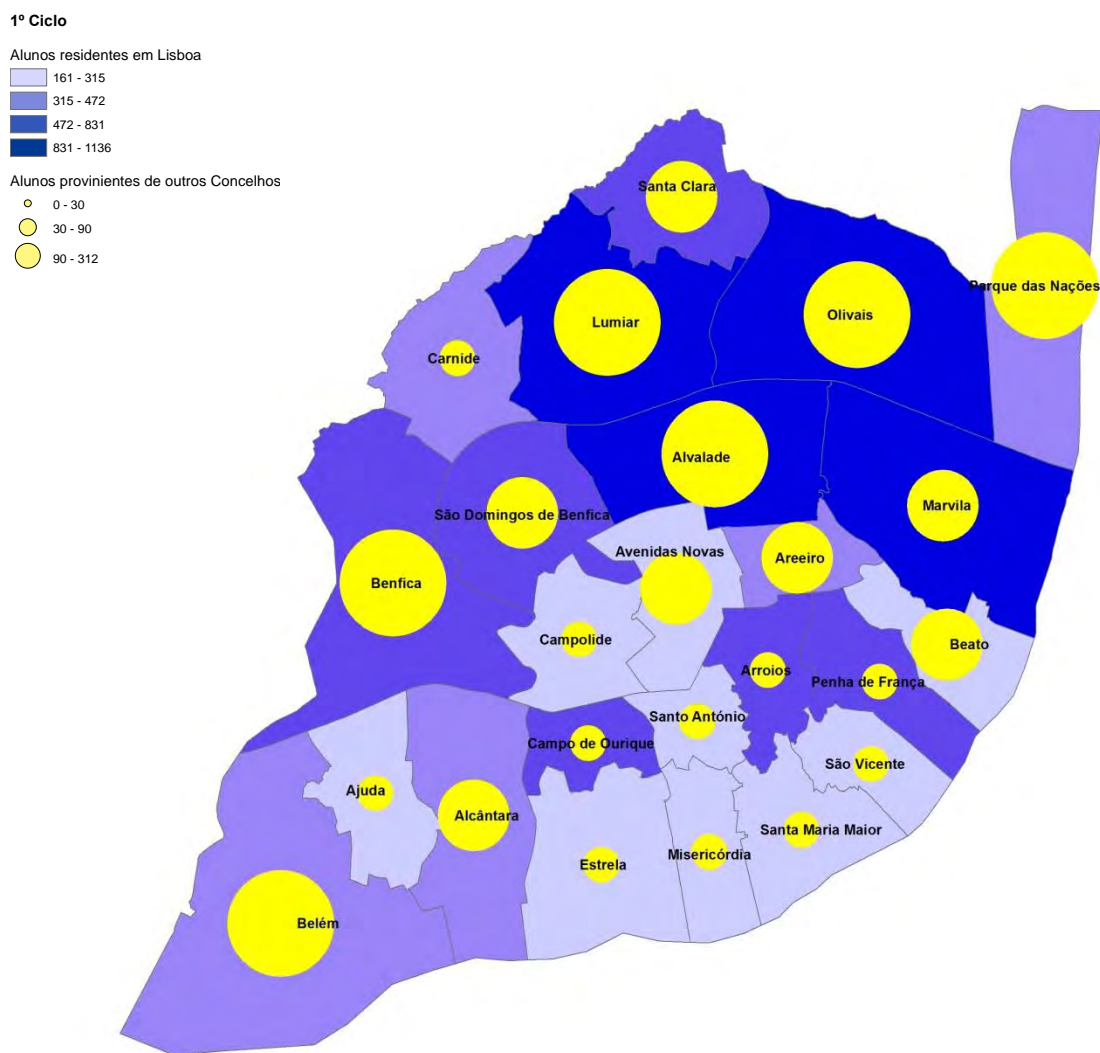 1º Ciclo
Alunos residentes em Lisboa
161 - 315
315 - 472
472 - 831
831 - 1136
Alunos provinientes de outros Concelhos
0 - 30
30 - 90
90 - 312
Santa Clara
Parque das Nações
Olivais
Lumiar
Carnide
Alvalade
Marvila
São Domingos de Benfica
Avenidas Novas
Areeiro
Benfica
Campolide
Beato
Arroios
Penha de França
Santo António
Campo de Ourique
São Vicente
Ajuda
Alcântara
Santa Maria Maior
Misericórdia
Estrela
Belém